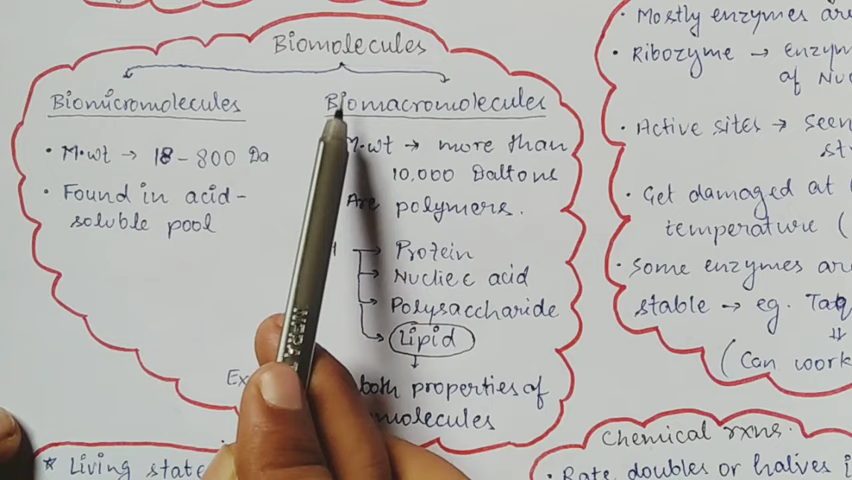 Biomolecules
Biomicromolecules
• M.wt → 18 - 800 Da
• Found in acid-
soluble pool
Biomacromolecules
M.wt → more than
10,000 Daltons
Are polymers.
Protein
Nucliec acid
Polysaccharide
Lipid
↓
both properties of
molecules
• Mostly enzymes are
• Ribozyme → enzym
of Nu
• Active sites → seen
st
• Get damaged at
temperature (
• Some enzymes are
stable → eg. Taq
⇓
(Can work
* Living state
Chemical rxns.
• Rate doubles or halves i